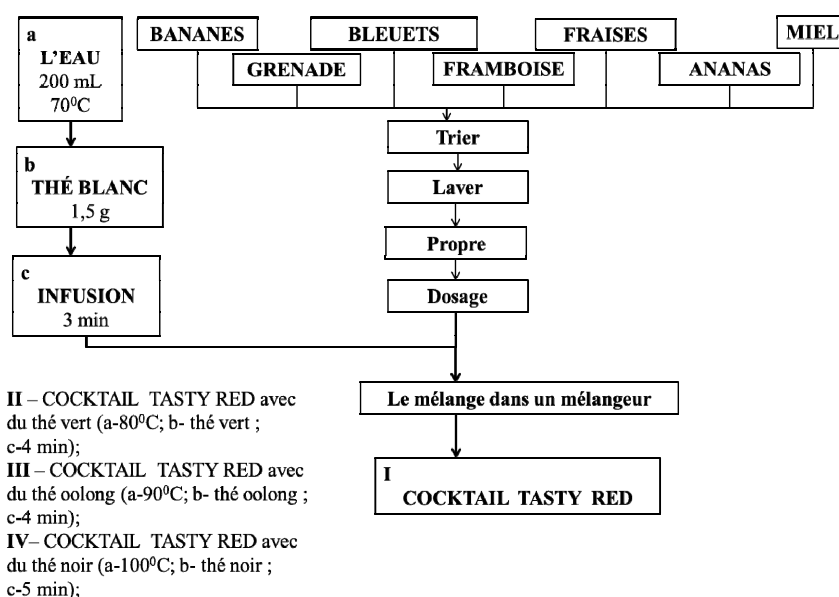 a
L'EAU
200 mL
70⁰C
b
THÉ BLANC
1,5 g
c
INFUSION
3 min
BANANES
BLEUETS
FRAISES
MIEL
GRENADE
FRAMBOISE
ANANAS
Trier
Laver
Propre
Dosage
Le mélange dans un mélangeur
I
COCKTAIL TASTY RED
II – COCKTAIL TASTY RED avec
du thé vert (a-80⁰C; b- thé vert ;
c-4 min);
III – COCKTAIL TASTY RED avec
du thé oolong (a-90⁰C; b- thé oolong ;
c-4 min);
IV– COCKTAIL TASTY RED avec
du thé noir (a-100⁰C; b- thé noir ;
c-5 min);